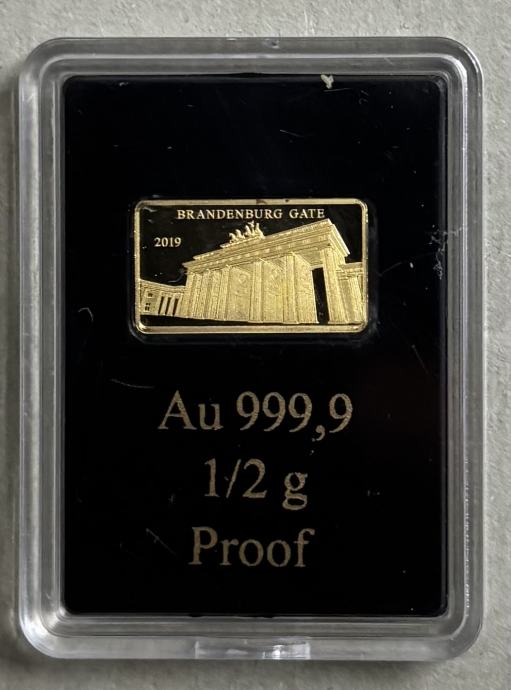 BRANDENBURG GATE
2019
Au 999,9
1/2 g
Proof